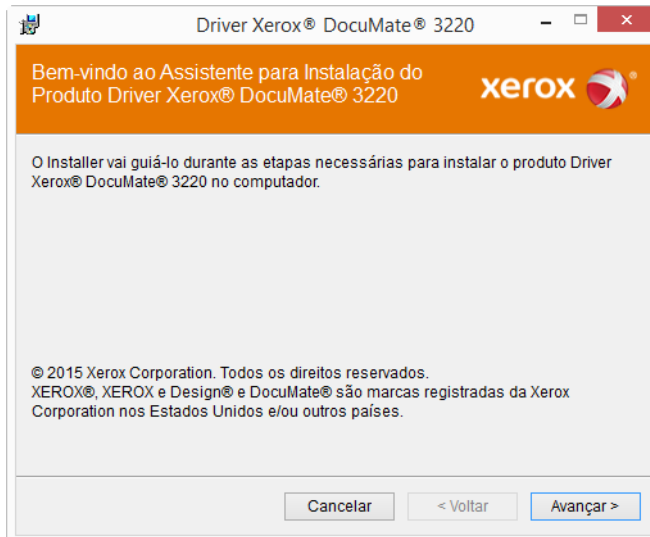 Driver Xerox® DocuMate® 3220
Bem-vindo ao Assistente para Instalação do
Produto Driver Xerox® DocuMate® 3220
xerox
O Installer vai guiá-lo durante as etapas necessárias para instalar o produto Driver
Xerox® DocuMate® 3220 no computador.
© 2015 Xerox Corporation. Todos os direitos reservados.
XEROX®, XEROX e Design® e DocuMate® são marcas registradas da Xerox
Corporation nos Estados Unidos e/ou outros países.
Cancelar
< Voltar
Avançar >